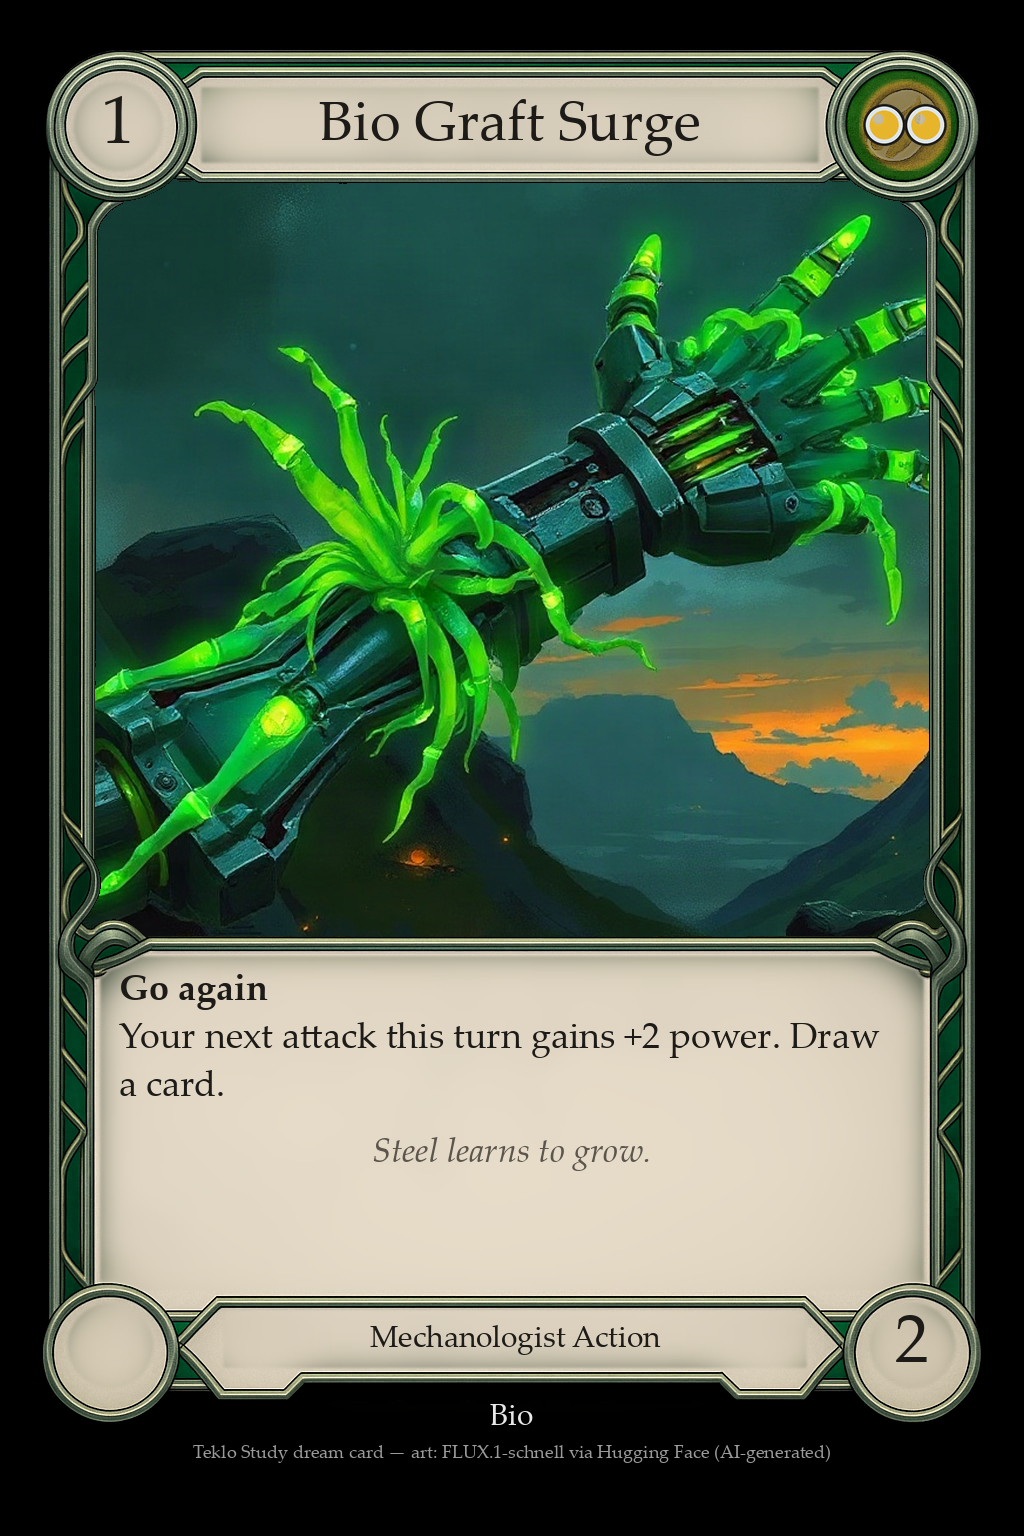 1
Bio Graft Surge
Go again
Your next attack this turn gains +2 power. Draw
a card.
Steel learns to grow.
Mechanologist Action
2
Bio
Teklo Study dream card — art: FLUX.1-schnell via Hugging Face (AI-generated)